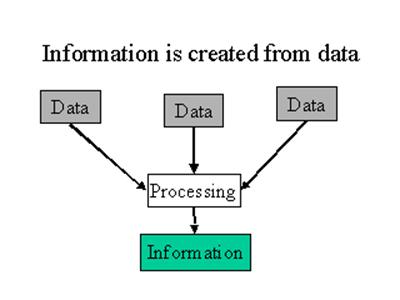 Information is created from data
Data
Data
Data
Processing
Information